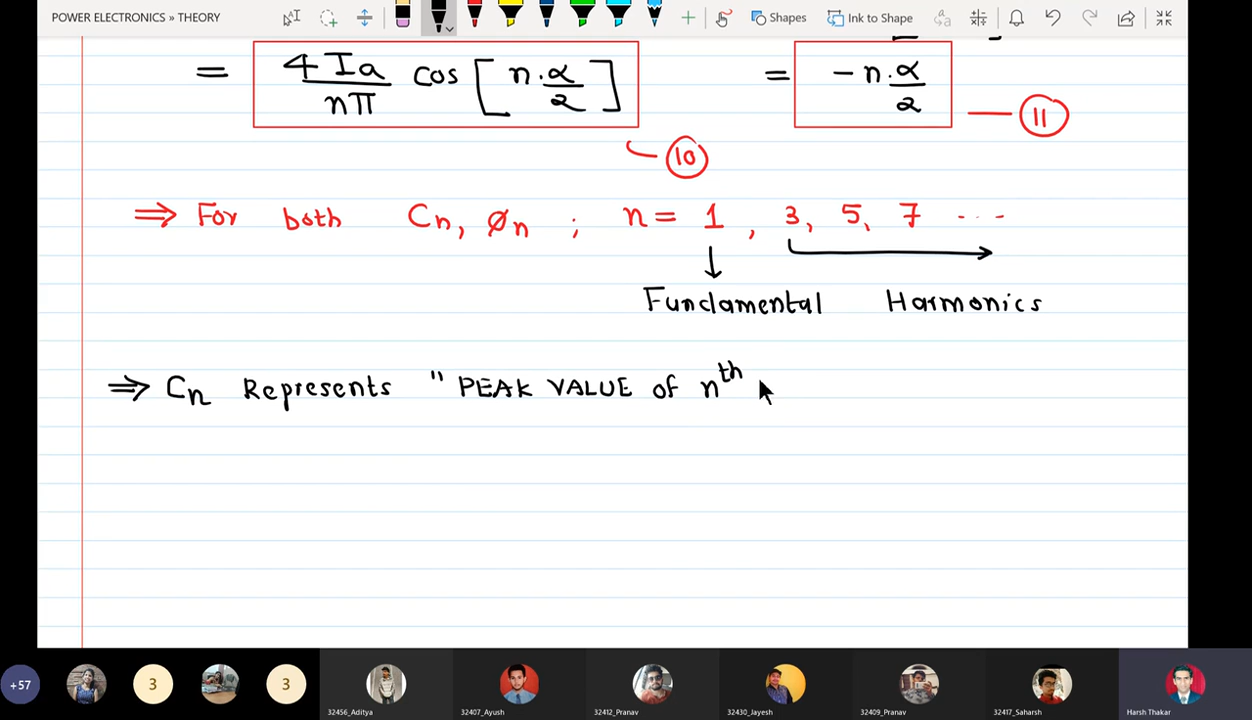 POWER ELECTRONICS » THEORY
Shapes
Ink to Shape
= 4 Ia / nπ cos [ n. α/2 ] = - n. α/2
10
11
⇒ For both Cn, Øn ; n = 1 , 3, 5, 7 ...
Fundamental Harmonics
⇒ Cn Represents " PEAK VALUE of nth
+57
3
3
32456_Aditya
32407_Ayush
32412_Pranav
32430_Jayesh
32409_Pranav
32417_Saharsh
Harsh Thakar